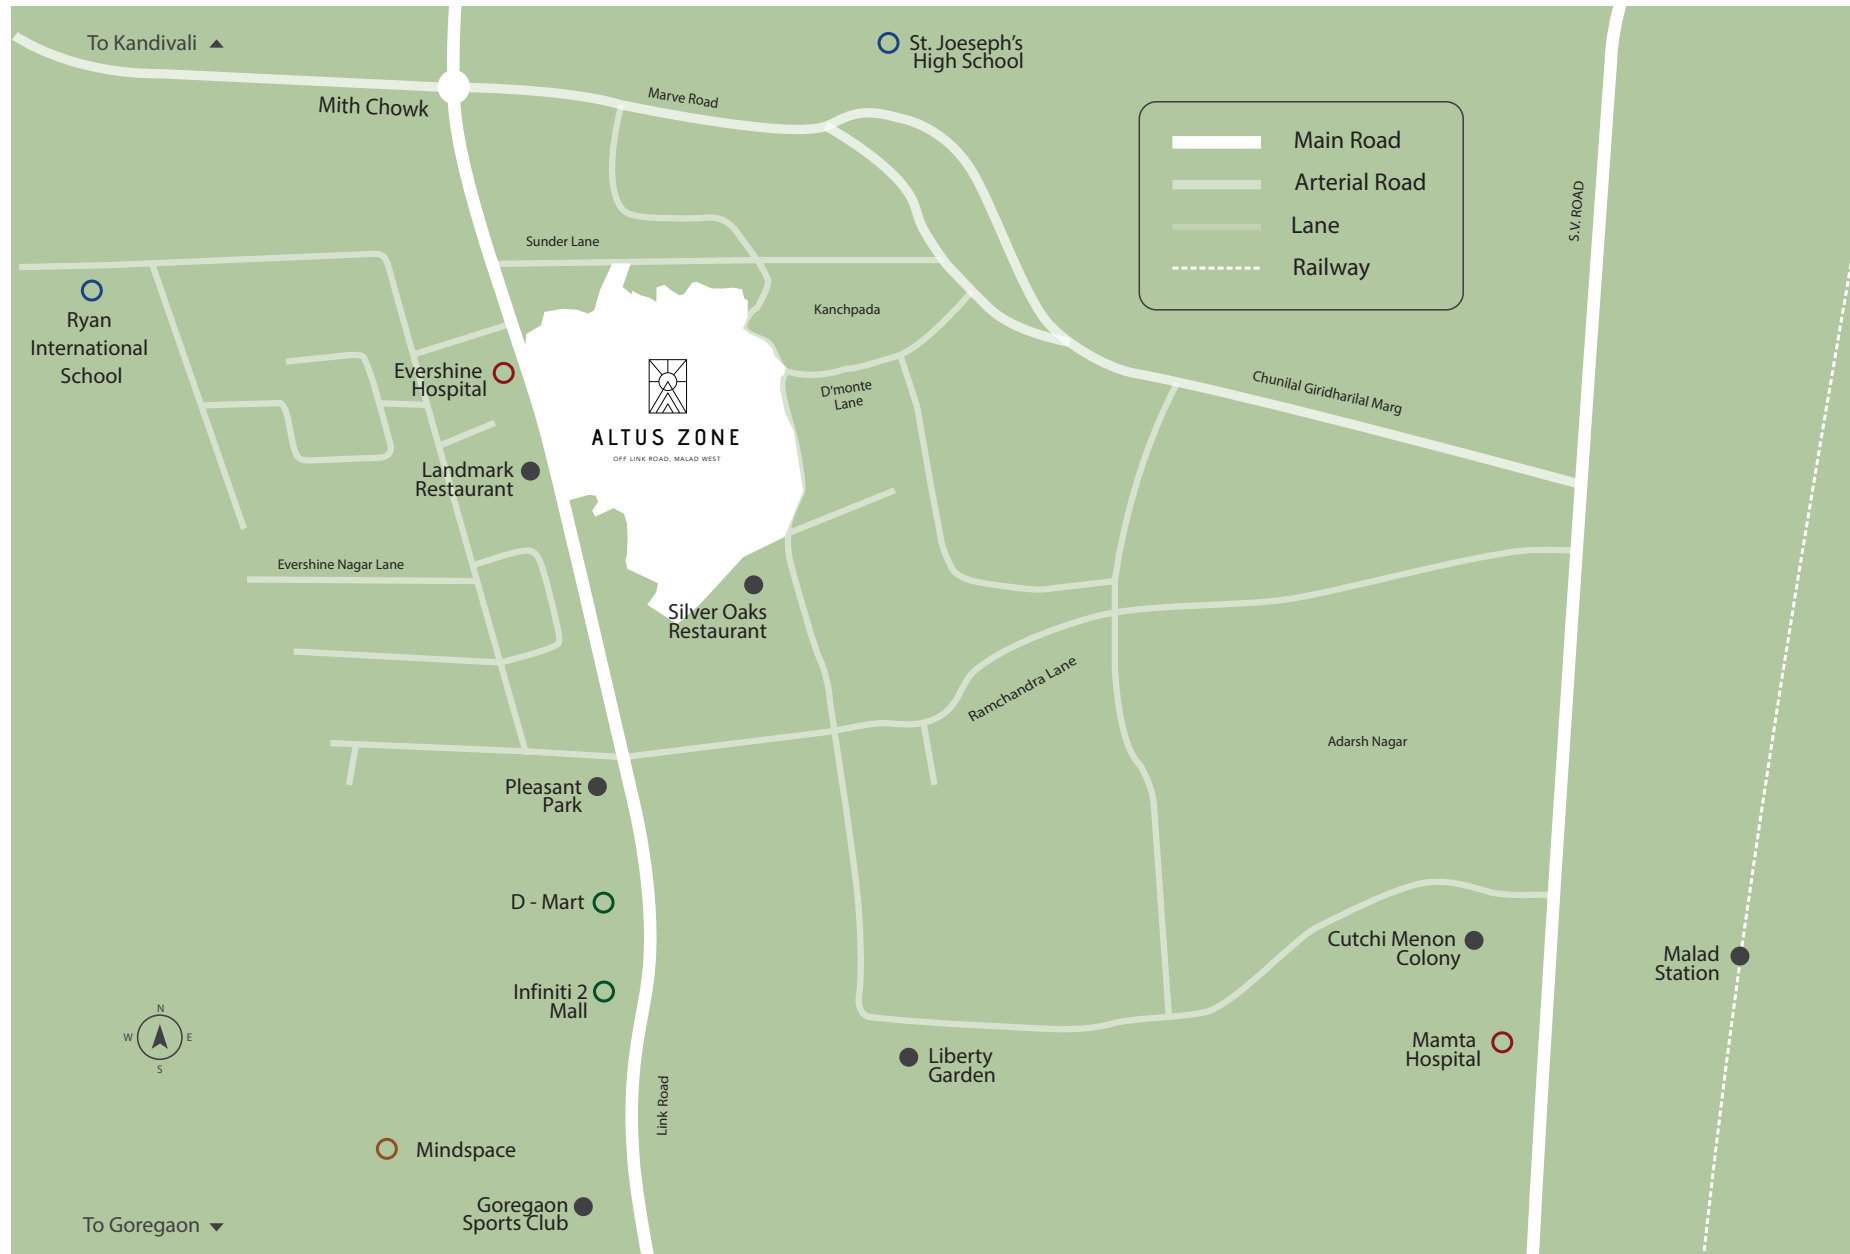 To Kandivali
St. Joeseph's
High School
Mith Chowk
Marve Road
Main Road
Arterial Road
Lane
Railway
S.V. ROAD
Sunder Lane
Ryan
International
School
Kanchpada
Evershine
Hospital
D'monte
Lane
Chunilal Giridharilal Marg
ALTUS ZONE
OFF LINK ROAD, MALAD WEST
Landmark
Restaurant
Evershine Nagar Lane
Silver Oaks
Restaurant
Ramchandra Lane
Adarsh Nagar
Pleasant
Park
D - Mart
Cutchi Menon
Colony
Malad
Station
Infiniti 2
Mall
N
W
E
S
Mamta
Hospital
Liberty
Garden
Link Road
Mindspace
Goregaon
Sports Club
To Goregaon